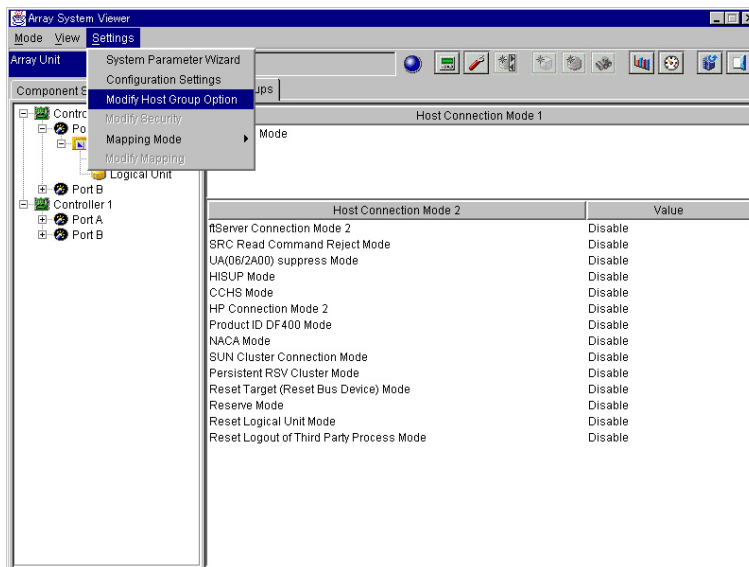 Array System Viewer
Mode View Settings
Array Unit
System Parameter Wizard
Configuration Settings
Modify Host Group Option
Modify Security
Mapping Mode
Modify Mapping
Component S
ups
Contro
Po
Logical Unit
Port B
Controller 1
Port A
Port B
Host Connection Mode 1
Mode
Host Connection Mode 2 Value
ftServer Connection Mode 2 Disable
SRC Read Command Reject Mode Disable
UA(06/2A00) suppress Mode Disable
HISUP Mode Disable
CCHS Mode Disable
HP Connection Mode 2 Disable
Product ID DF400 Mode Disable
NACA Mode Disable
SUN Cluster Connection Mode Disable
Persistent RSV Cluster Mode Disable
Reset Target (Reset Bus Device) Mode Disable
Reserve Mode Disable
Reset Logical Unit Mode Disable
Reset Logout of Third Party Process Mode Disable